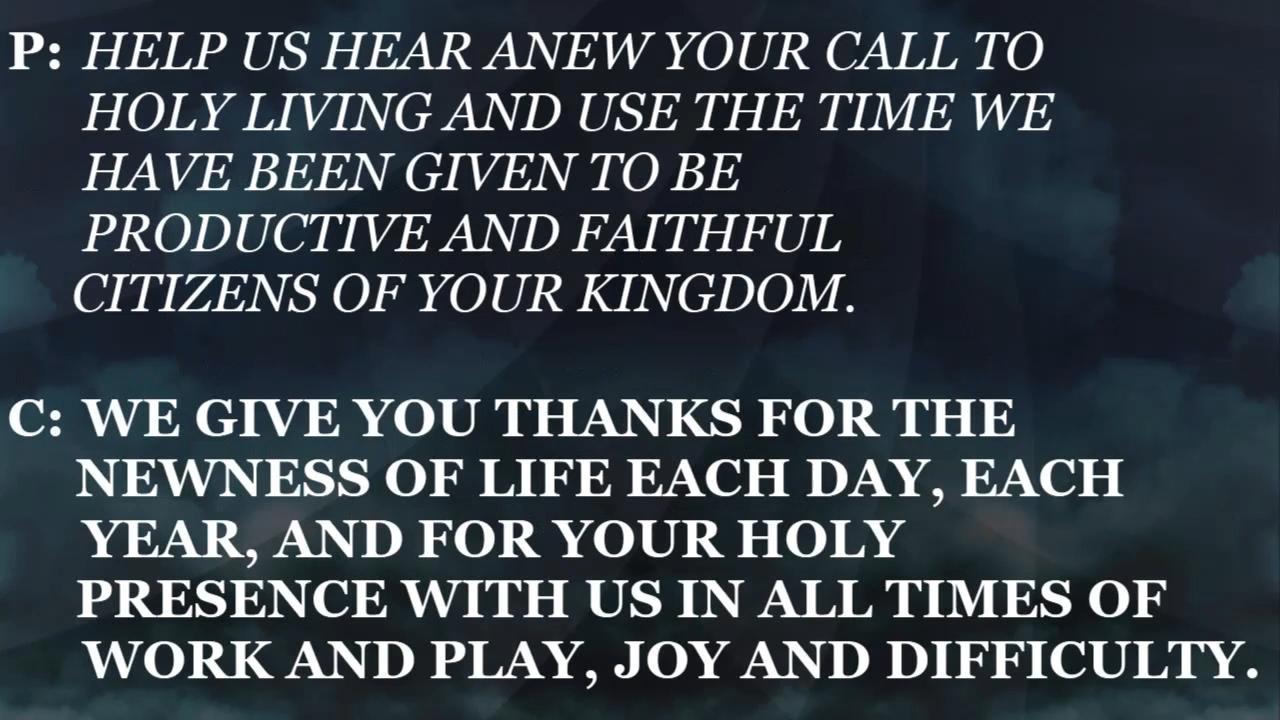 P: HELP US HEAR ANEW YOUR CALL TO
HOLY LIVING AND USE THE TIME WE
HAVE BEEN GIVEN TO BE
PRODUCTIVE AND FAITHFUL
CITIZENS OF YOUR KINGDOM.
C: WE GIVE YOU THANKS FOR THE
NEWNESS OF LIFE EACH DAY, EACH
YEAR, AND FOR YOUR HOLY
PRESENCE WITH US IN ALL TIMES OF
WORK AND PLAY, JOY AND DIFFICULTY.